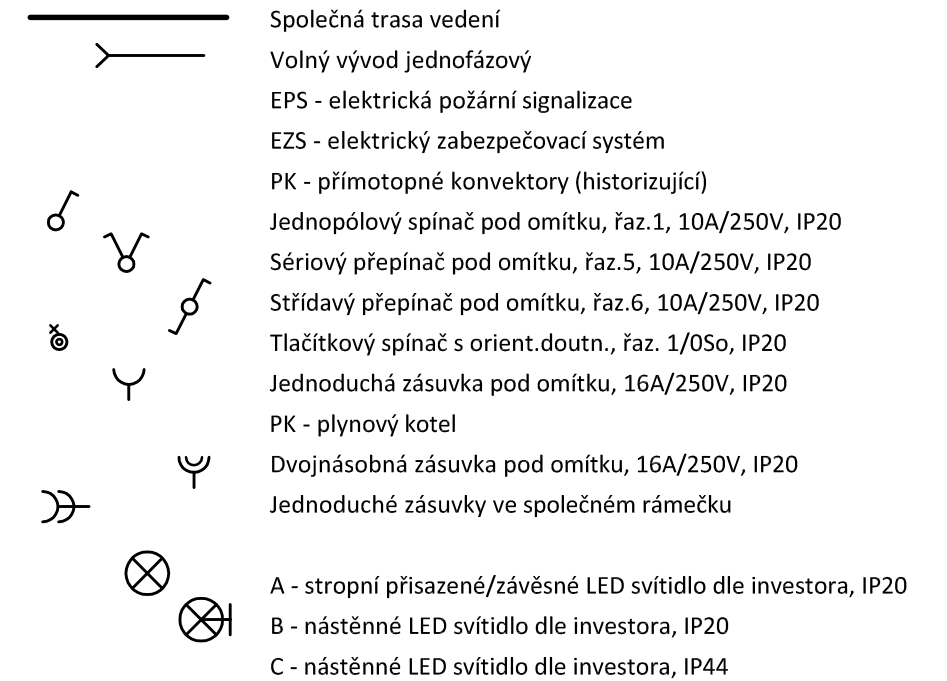 Společná trasa vedení
Volný vývod jednofázový
EPS - elektrická požární signalizace
EZS - elektrický zabezpečovací systém
PK - přímotopné konvektory (historizující)
Jednopólový spínač pod omítku, řaz.1, 10A/250V, IP20
Sériový přepínač pod omítku, řaz.5, 10A/250V, IP20
Střídavý přepínač pod omítku, řaz.6, 10A/250V, IP20
Tlačítkový spínač s orient.doutn., řaz. 1/0So, IP20
Jednoduchá zásuvka pod omítku, 16A/250V, IP20
PK - plynový kotel
Dvojnásobná zásuvka pod omítku, 16A/250V, IP20
Jednoduché zásuvky ve společném rámečku
A - stropní přisazené/závěsné LED svítidlo dle investora, IP20
B - nástěnné LED svítidlo dle investora, IP20
C - nástěnné LED svítidlo dle investora, IP44